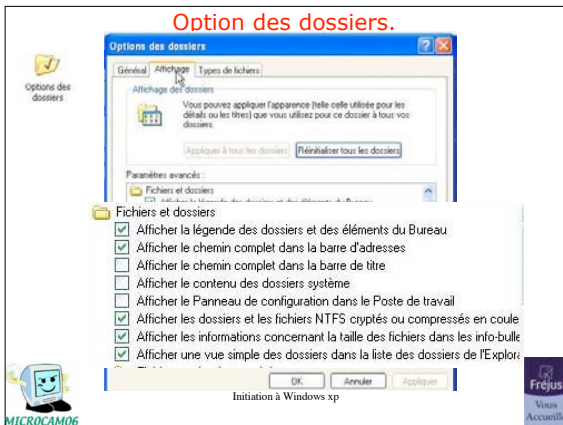 Option des dossiers.
Options des
dossiers
Options des dossiers
Général Affichage Types de fichiers
Affichage des dossiers
Vous pouvez appliquer l'apparence (telle celle utilisée pour les
détails ou les titres) que vous utilisez pour ce dossier à tous vos
dossiers.
Appliquer à tous les dossiers Réinitialiser tous les dossiers
Paramètres avancés :
Fichiers et dossiers
Fichiers et dossiers
Afficher la légende des dossiers et des éléments du Bureau
Afficher le chemin complet dans la barre d'adresses
Afficher le chemin complet dans la barre de titre
Afficher le contenu des dossiers système
Afficher le Panneau de configuration dans le Poste de travail
Afficher les dossiers et les fichiers NTFS cryptés ou compressés en coule
Afficher les informations concernant la taille des fichiers dans les info-bulle
Afficher une vue simple des dossiers dans la liste des dossiers de l'Explora
OK Annuler Appliquer
Initiation à Windows xp
MICROCAM06
Fréjus
Vous
Accueille